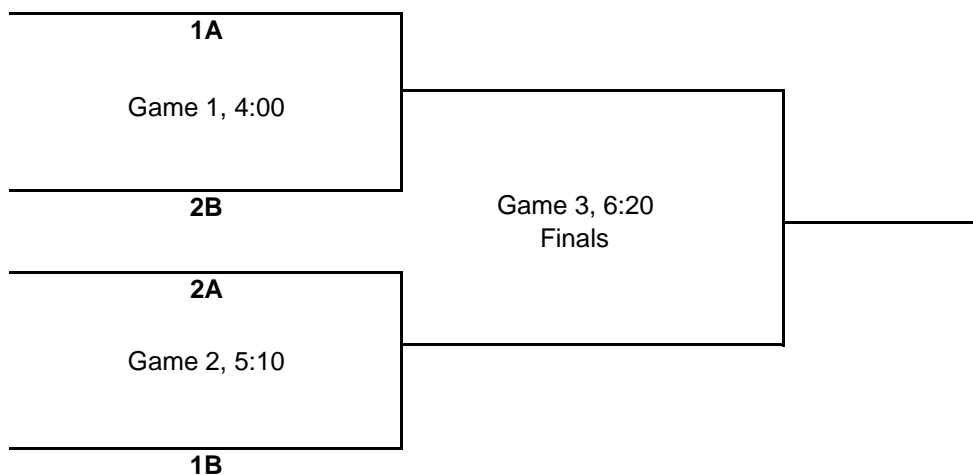 1A
Game 1, 4:00
2B
Game 3, 6:20
Finals
2A
Game 2, 5:10
1B